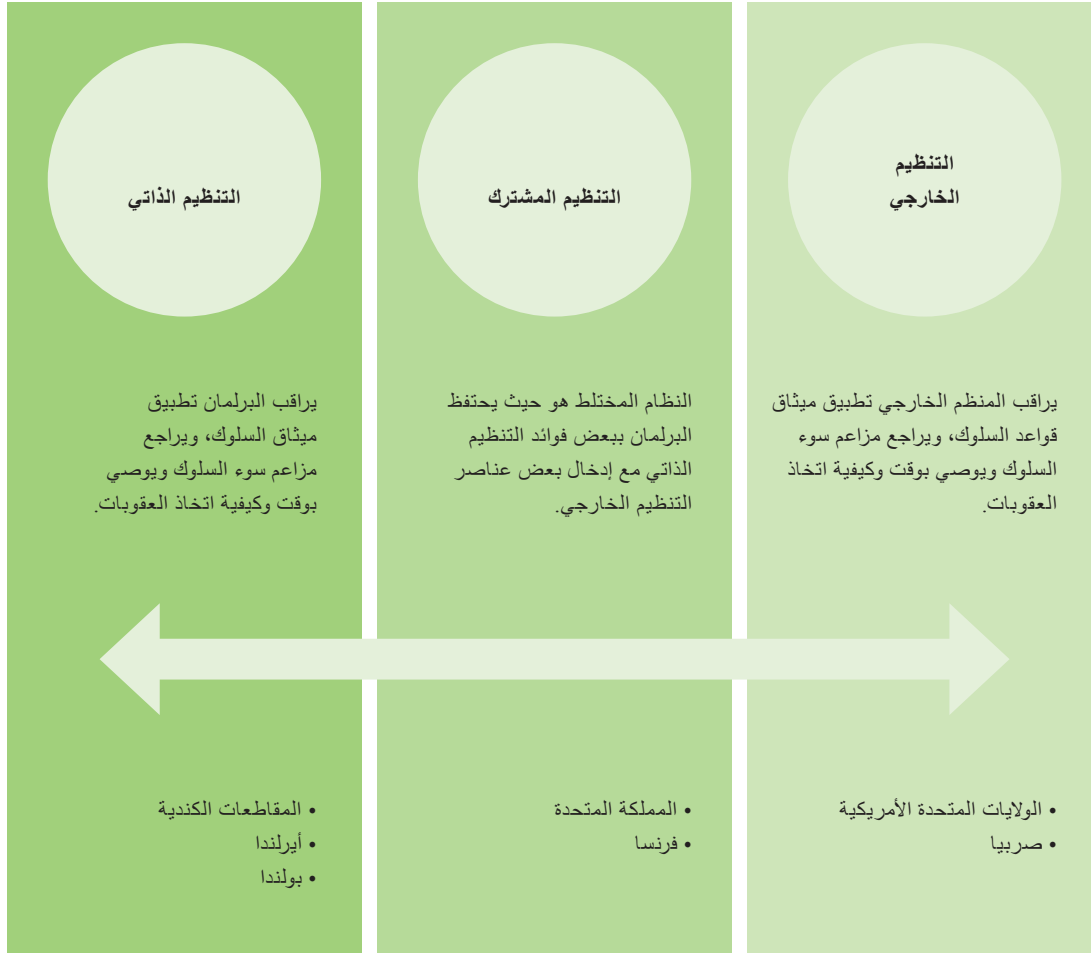 التنظيم
الخارجي
يراقب المنظم الخارجي تطبيق ميثاق
قواعد السلوك، ويراجع مزاعم سوء
السلوك ويوصي بوقت وكيفية اتخاذ
العقوبات.
• الولايات المتحدة الأمريكية
• صربيا
التنظيم المشترك
النظام المختلط هو حيث يحتفظ
البرلمان ببعض فوائد التنظيم
الذاتي مع إدخال بعض عناصر
التنظيم الخارجي.
• المملكة المتحدة
• فرنسا
التنظيم الذاتي
يراقب البرلمان تطبيق
ميثاق السلوك، ويراجع
مزاعم سوء السلوك ويوصي
بوقت وكيفية اتخاذ العقوبات.
• المقاطعات الكندية
• أيرلندا
• بولندا